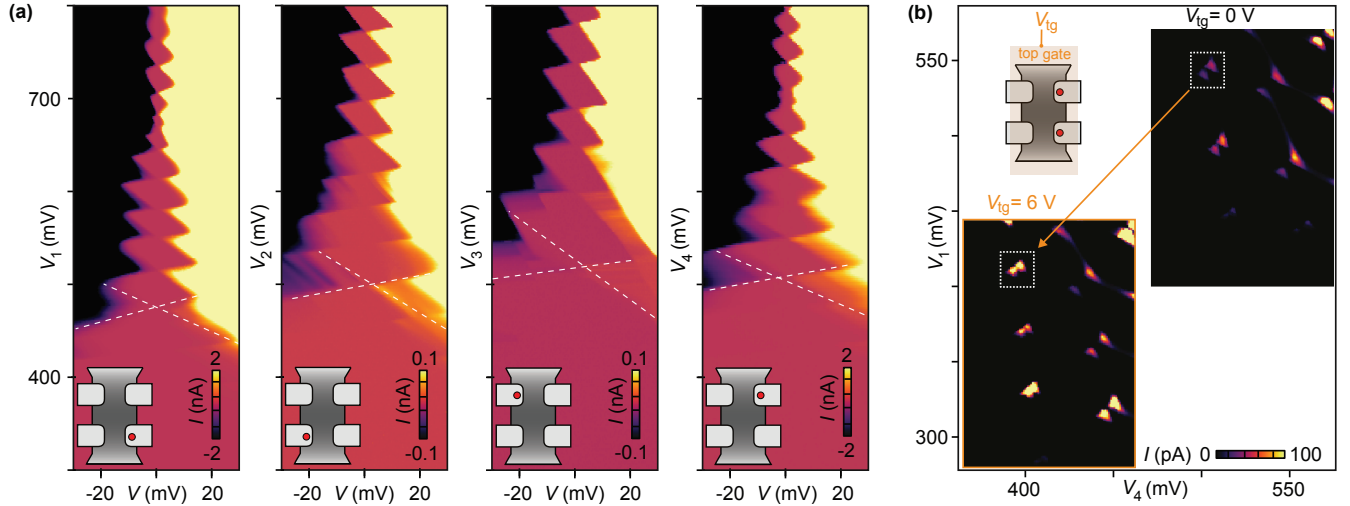 (a)
V1 (mV)
700
400
-20
20
I (nA)
2
-2
V2 (mV)
-20
V (mV)
20
I (nA)
0.1
-0.1
V3 (mV)
-20
V (mV)
20
I (nA)
0.1
-0.1
V4 (mV)
-20
V (mV)
20
I (nA)
2
-2
V (mV)
(b)
V1 (mV)
550
300
Vtg
top gate
Vtg= 0 V
Vtg= 6 V
I (pA)
0
100
400
V4 (mV)
550